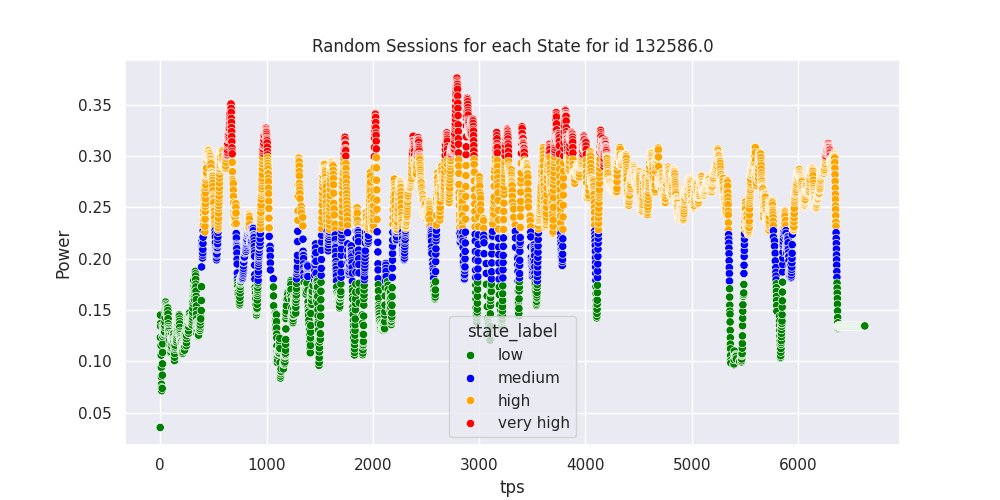 Random Sessions for each State for id 132586.0
Power
0.35
0.30
0.25
0.20
0.15
0.10
0.05
state_label
low
medium
high
very high
0 1000 2000 3000 4000 5000 6000
tps